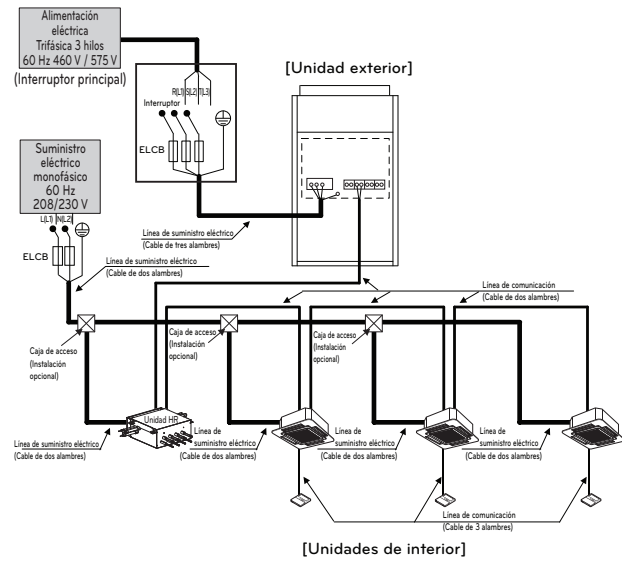 Alimentación
eléctrica
Trifásica 3 hilos
60 Hz 460 V / 575 V
(Interruptor principal)
R(L1) S(L2) T(L3)
Interruptor
ELCB
[Unidad exterior]
Suministro
eléctrico
monofásico
60 Hz
208/230 V
L(L1) N(L2)
ELCB
Línea de suministro eléctrico
(Cable de tres alambres)
Línea de suministro eléctrico
(Cable de dos alambres)
Línea de comunicación
(Cable de dos alambres)
Caja de acceso
(Instalación
opcional)
Caja de acceso
(Instalación
opcional)
Caja de acceso
(Instalación
opcional)
Unidad HR
Línea de suministro eléctrico
(Cable de dos alambres)
Línea de
suministro eléctrico
(Cable de dos alambres)
Línea de
suministro eléctrico
(Cable de dos alambres)
Línea de
suministro eléctrico
(Cable de dos alambres)
Línea de comunicación
(Cable de 3 alambres)
[Unidades de interior]